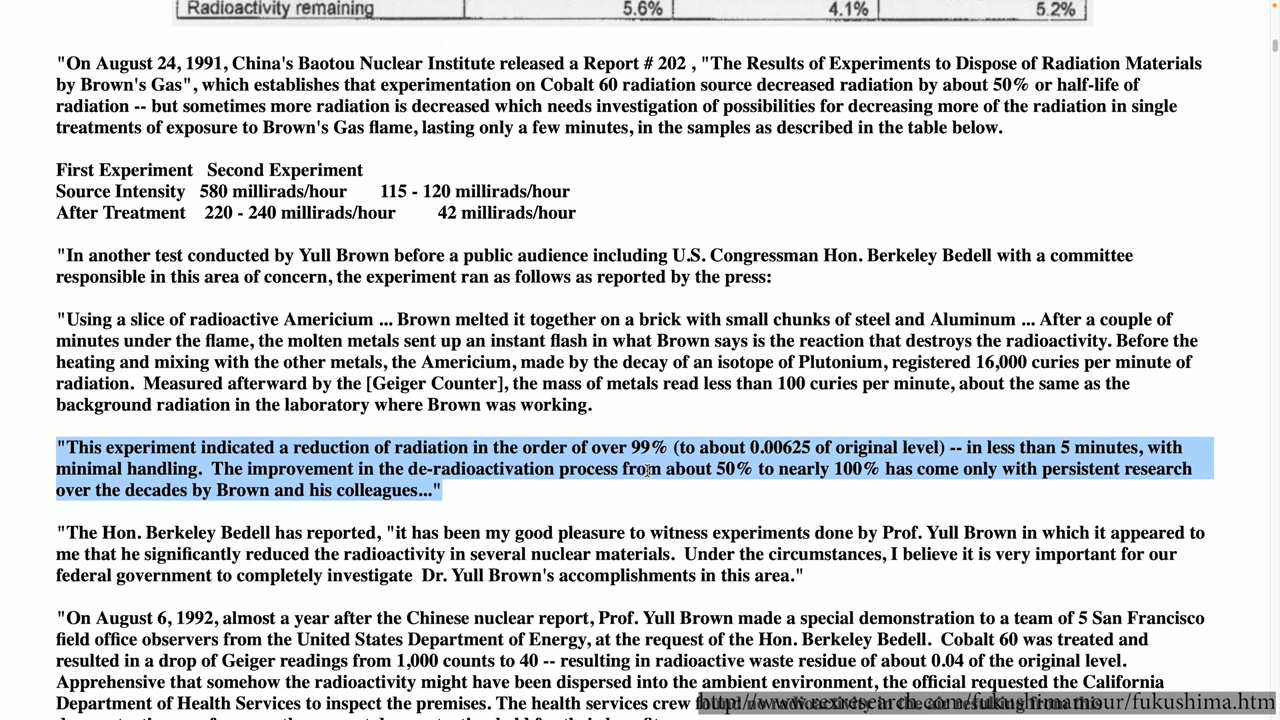 Radioactivity remaining 5.6% 4.1% 5.2%
"On August 24, 1991, China's Baotou Nuclear Institute released a Report # 202 , "The Results of Experiments to Dispose of Radiation Materials
by Brown's Gas", which establishes that experimentation on Cobalt 60 radiation source decreased radiation by about 50% or half-life of
radiation -- but sometimes more radiation is decreased which needs investigation of possibilities for decreasing more of the radiation in single
treatments of exposure to Brown's Gas flame, lasting only a few minutes, in the samples as described in the table below.
First Experiment Second Experiment
Source Intensity 580 millirads/hour 115 - 120 millirads/hour
After Treatment 220 - 240 millirads/hour 42 millirads/hour
"In another test conducted by Yull Brown before a public audience including U.S. Congressman Hon. Berkeley Bedell with a committee
responsible in this area of concern, the experiment ran as follows as reported by the press:
"Using a slice of radioactive Americium ... Brown melted it together on a brick with small chunks of steel and Aluminum ... After a couple of
minutes under the flame, the molten metals sent up an instant flash in what Brown says is the reaction that destroys the radioactivity. Before the
heating and mixing with the other metals, the Americium, made by the decay of an isotope of Plutonium, registered 16,000 curies per minute of
radiation. Measured afterward by the [Geiger Counter], the mass of metals read less than 100 curies per minute, about the same as the
background radiation in the laboratory where Brown was working.
"This experiment indicated a reduction of radiation in the order of over 99% (to about 0.00625 of original level) -- in less than 5 minutes, with
minimal handling. The improvement in the de-radioactivation process from about 50% to nearly 100% has come only with persistent research
over the decades by Brown and his colleagues..."
"The Hon. Berkeley Bedell has reported, "it has been my good pleasure to witness experiments done by Prof. Yull Brown in which it appeared to
me that he significantly reduced the radioactivity in several nuclear materials. Under the circumstances, I believe it is very important for our
federal government to completely investigate Dr. Yull Brown's accomplishments in this area."
"On August 6, 1992, almost a year after the Chinese nuclear report, Prof. Yull Brown made a special demonstration to a team of 5 San Francisco
field office observers from the United States Department of Energy, at the request of the Hon. Berkeley Bedell. Cobalt 60 was treated and
resulted in a drop of Geiger readings from 1,000 counts to 40 -- resulting in radioactive waste residue of about 0.04 of the original level.
Apprehensive that somehow the radioactivity might have been dispersed into the ambient environment, the official requested the California
Department of Health Services to inspect the premises. The health services crew